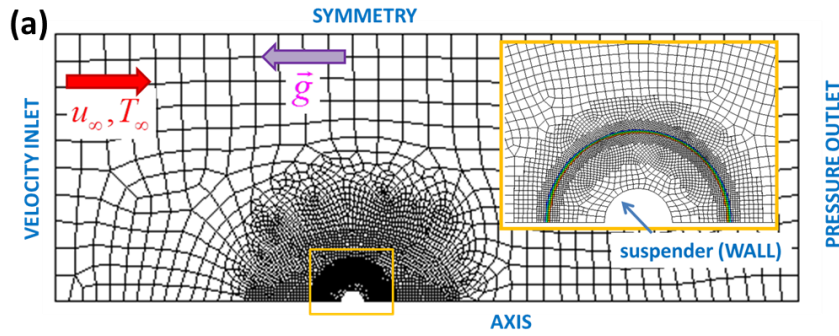 (a)
SYMMETRY
VELOCITY INLET
u∞, T∞
g⃗
suspender (WALL)
PRESSURE OUTLET
AXIS